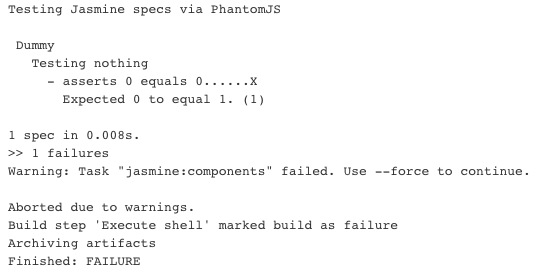 Testing Jasmine specs via PhantomJS
Dummy
Testing nothing
- asserts 0 equals 0......X
Expected 0 to equal 1. (1)
1 spec in 0.008s.
>> 1 failures
Warning: Task "jasmine:components" failed. Use --force to continue.
Aborted due to warnings.
Build step 'Execute shell' marked build as failure
Archiving artifacts
Finished: FAILURE